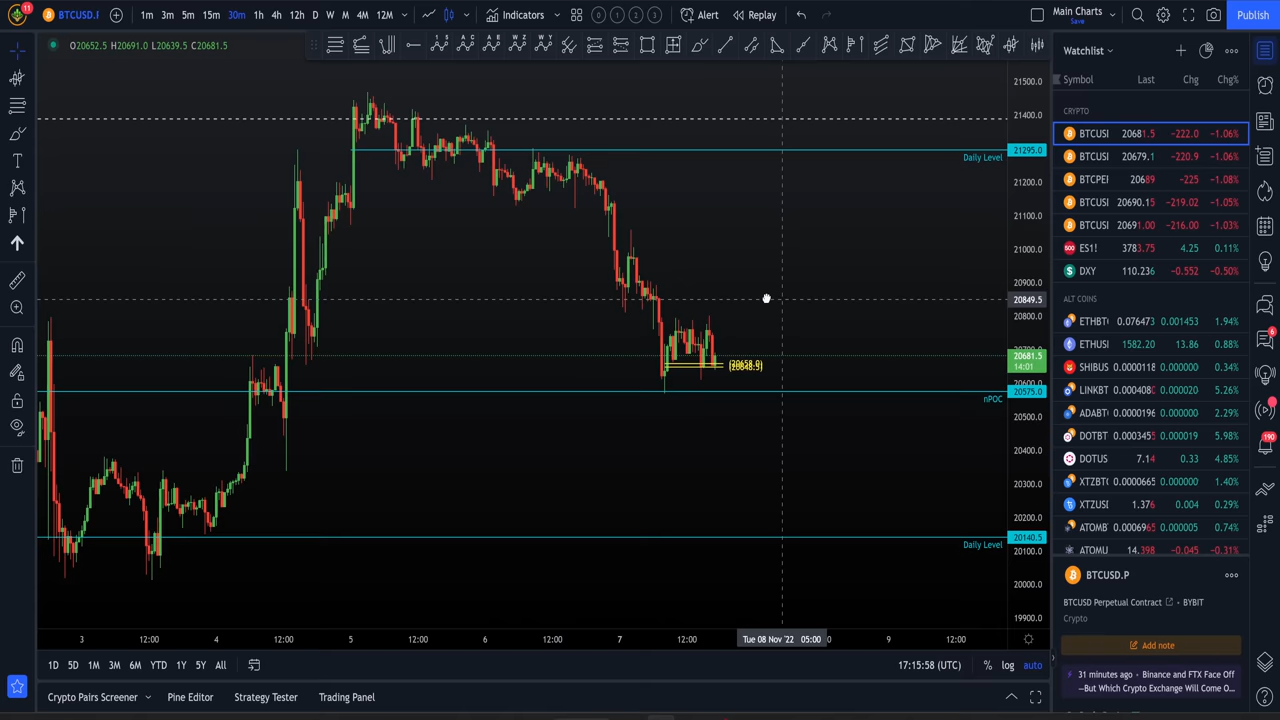 11
BTCUSD.P
1m 3m 5m 15m 30m 1h 4h 12h D W M 4M 12M
Indicators
0 1 2 3
Alert
Replay
Main Charts
Save
Publish
O20652.5 H20691.0 L20639.5 C20681.5
21500.0
21400.0
21295.0
Daily Level
21200.0
21100.0
21000.0
20900.0
20849.5
20800.0
20681.5
14:01
(20658.0)
20575.0
nPOC
20500.0
20400.0
20300.0
20200.0
20140.5
Daily Level
20100.0
20000.0
19900.0
3 12:00 4 12:00 5 12:00 6 12:00 7 12:00 Tue 08 Nov '22 05:00 9 12:00
1D 5D 1M 3M 6M YTD 1Y 5Y All
17:15:58 (UTC) % log auto
Crypto Pairs Screener Pine Editor Strategy Tester Trading Panel
Watchlist
Symbol Last Chg Chg%
CRYPTO
BTCUSI 20681.5 −222.0 −1.06%
BTCUSI 20679.1 −220.9 −1.06%
BTCPEI 20689 −225 −1.08%
BTCUSI 20690.15 −219.02 −1.05%
BTCUSI 20691.00 −216.00 −1.03%
ES1! 3783.75 4.25 0.11%
DXY 110.236 −0.552 −0.50%
ALT COINS
ETHBT 0.076473 0.001453 1.94%
ETHUSI 1582.20 13.86 0.88%
SHIBUS 0.0000118 0.000000 0.34%
LINKBT 0.0004080 0.000020 5.26%
ADABT 0.0000196 0.000000 2.29%
DOTBT 0.0003455 0.000019 5.98%
DOTUS 7.14 0.33 4.85%
XTZBT 0.0000665 0.000000 1.40%
XTZUSI 1.376 0.004 0.29%
ATOMB 0.0006965 0.000005 0.74%
ATOMU 14.398 −0.045 −0.31%
BTCUSD.P
BTCUSD Perpetual Contract • BYBIT
Crypto
Add note
31 minutes ago • Binance and FTX Face Off
—But Which Crypto Exchange Will Come O...
6
190